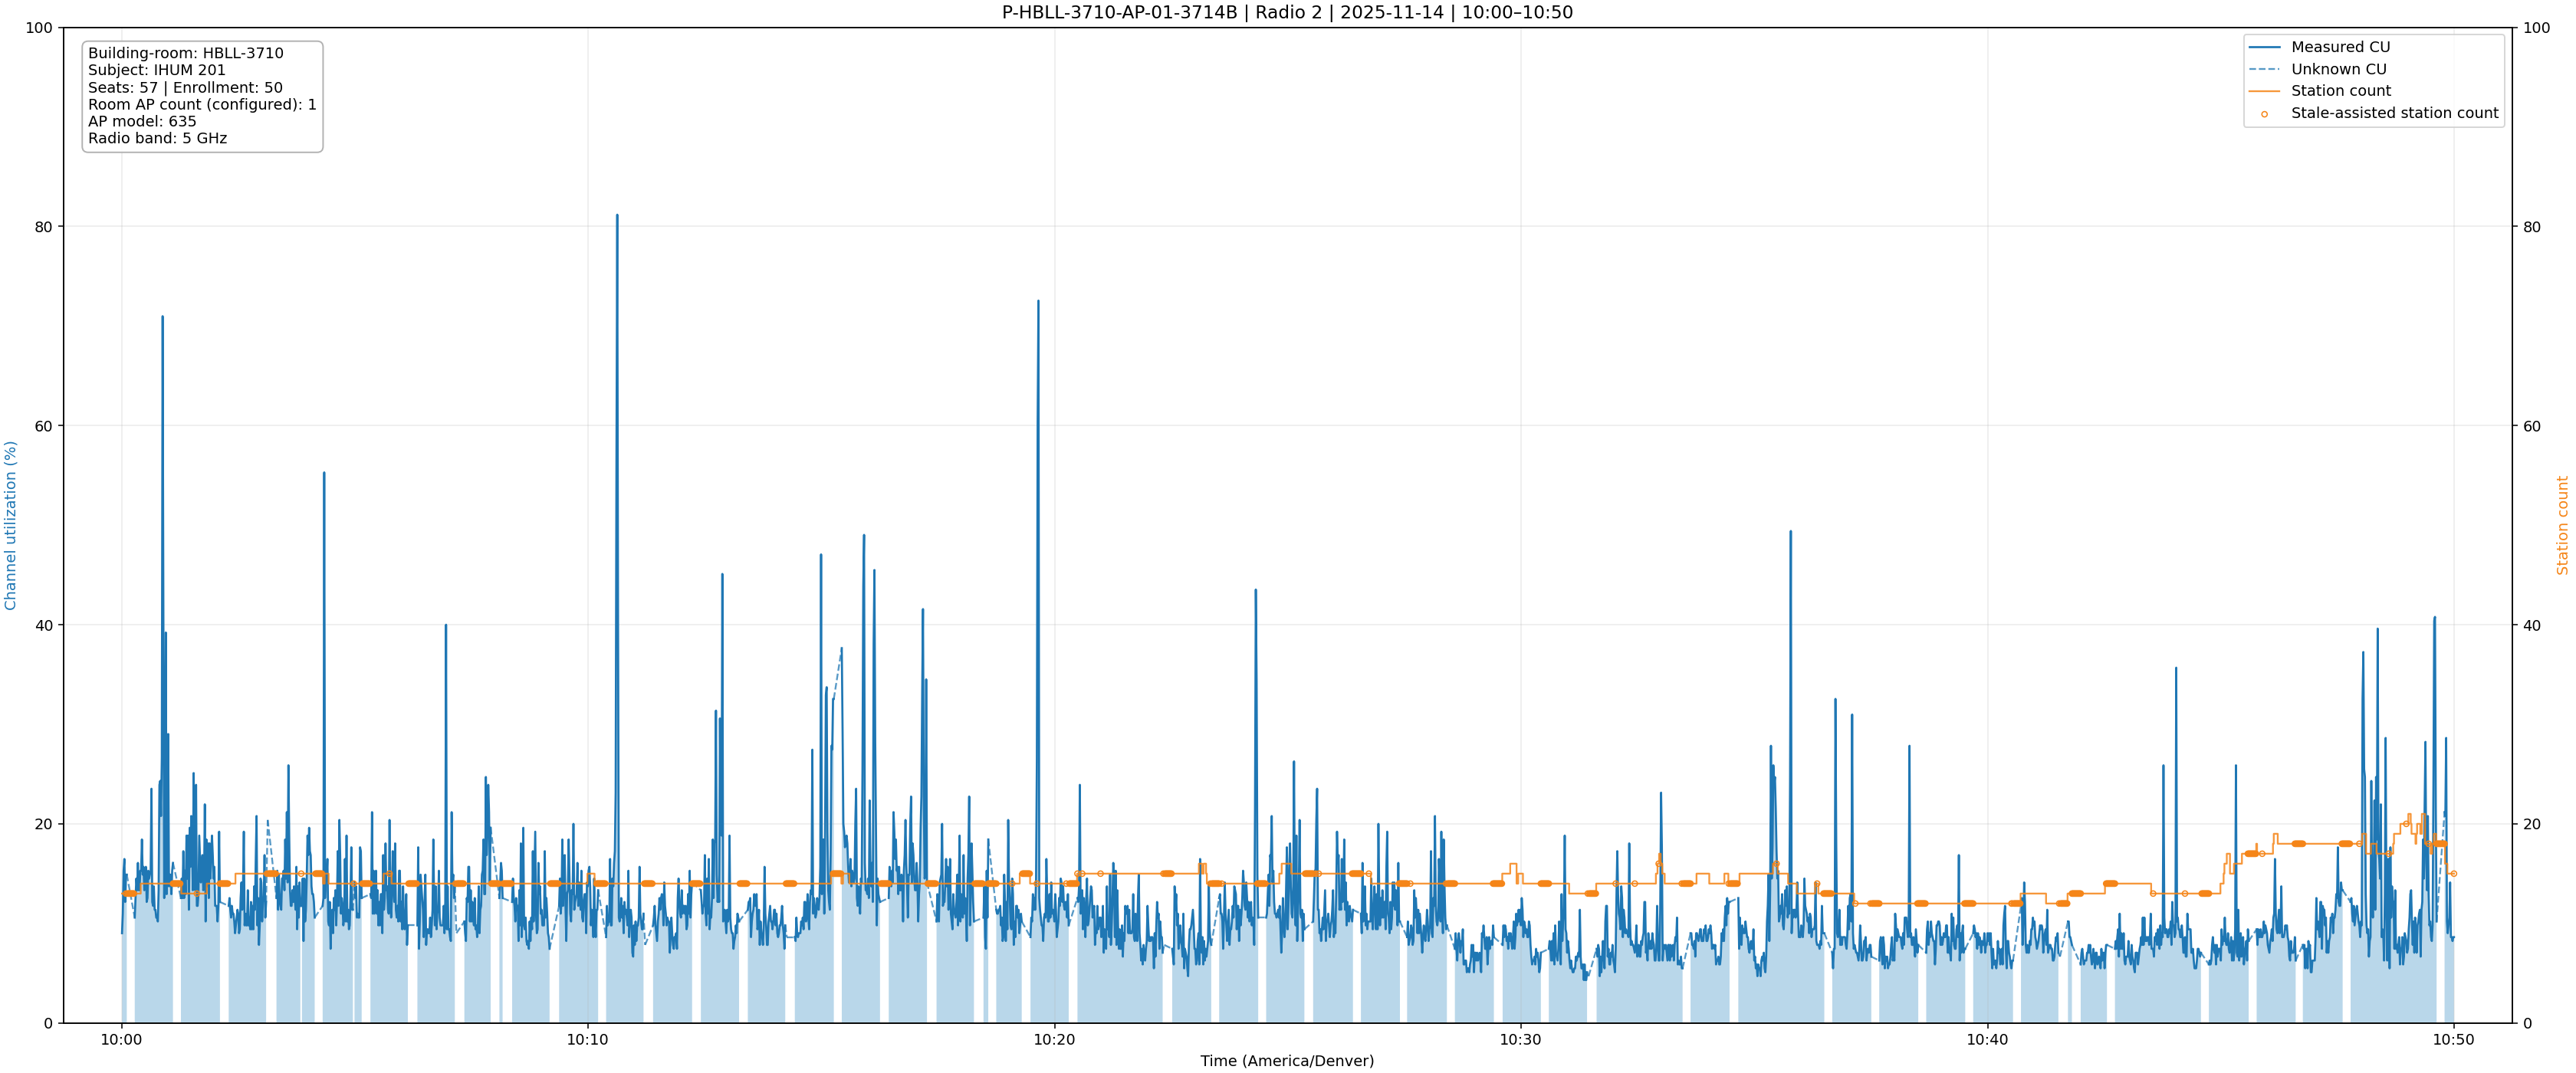 P-HBLL-3710-AP-01-3714B | Radio 2 | 2025-11-14 | 10:00–10:50
Building-room: HBLL-3710
Subject: IHUM 201
Seats: 57 | Enrollment: 50
Room AP count (configured): 1
AP model: 635
Radio band: 5 GHz
Measured CU
Unknown CU
Station count
Stale-assisted station count
Channel utilization (%)
100
80
60
40
20
0
100
80
60
40
20
0
Station count
10:00
10:10
10:20
10:30
10:40
10:50
Time (America/Denver)